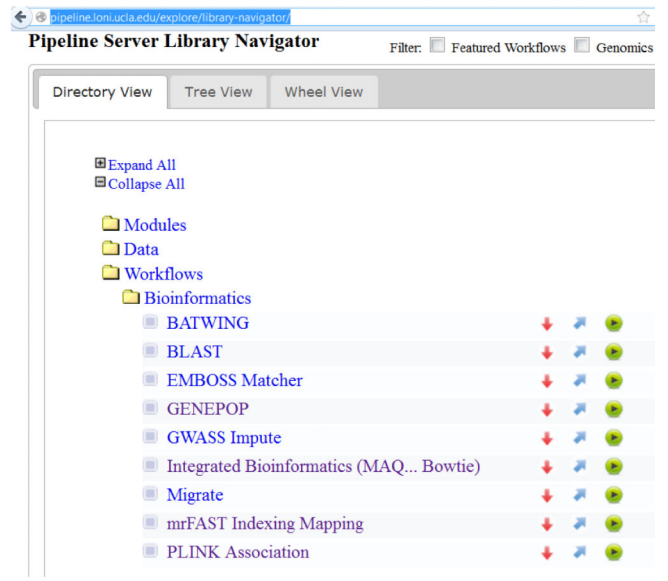 pipeline.loni.ucla.edu/explore/library-navigator/
Pipeline Server Library Navigator Filter: Featured Workflows Genomics
Directory View Tree View Wheel View
Expand All
Collapse All
Modules
Data
Workflows
Bioinformatics
BATWING
BLAST
EMBOSS Matcher
GENEPOP
GWASS Impute
Integrated Bioinformatics (MAQ... Bowtie)
Migrate
mrFAST Indexing Mapping
PLINK Association